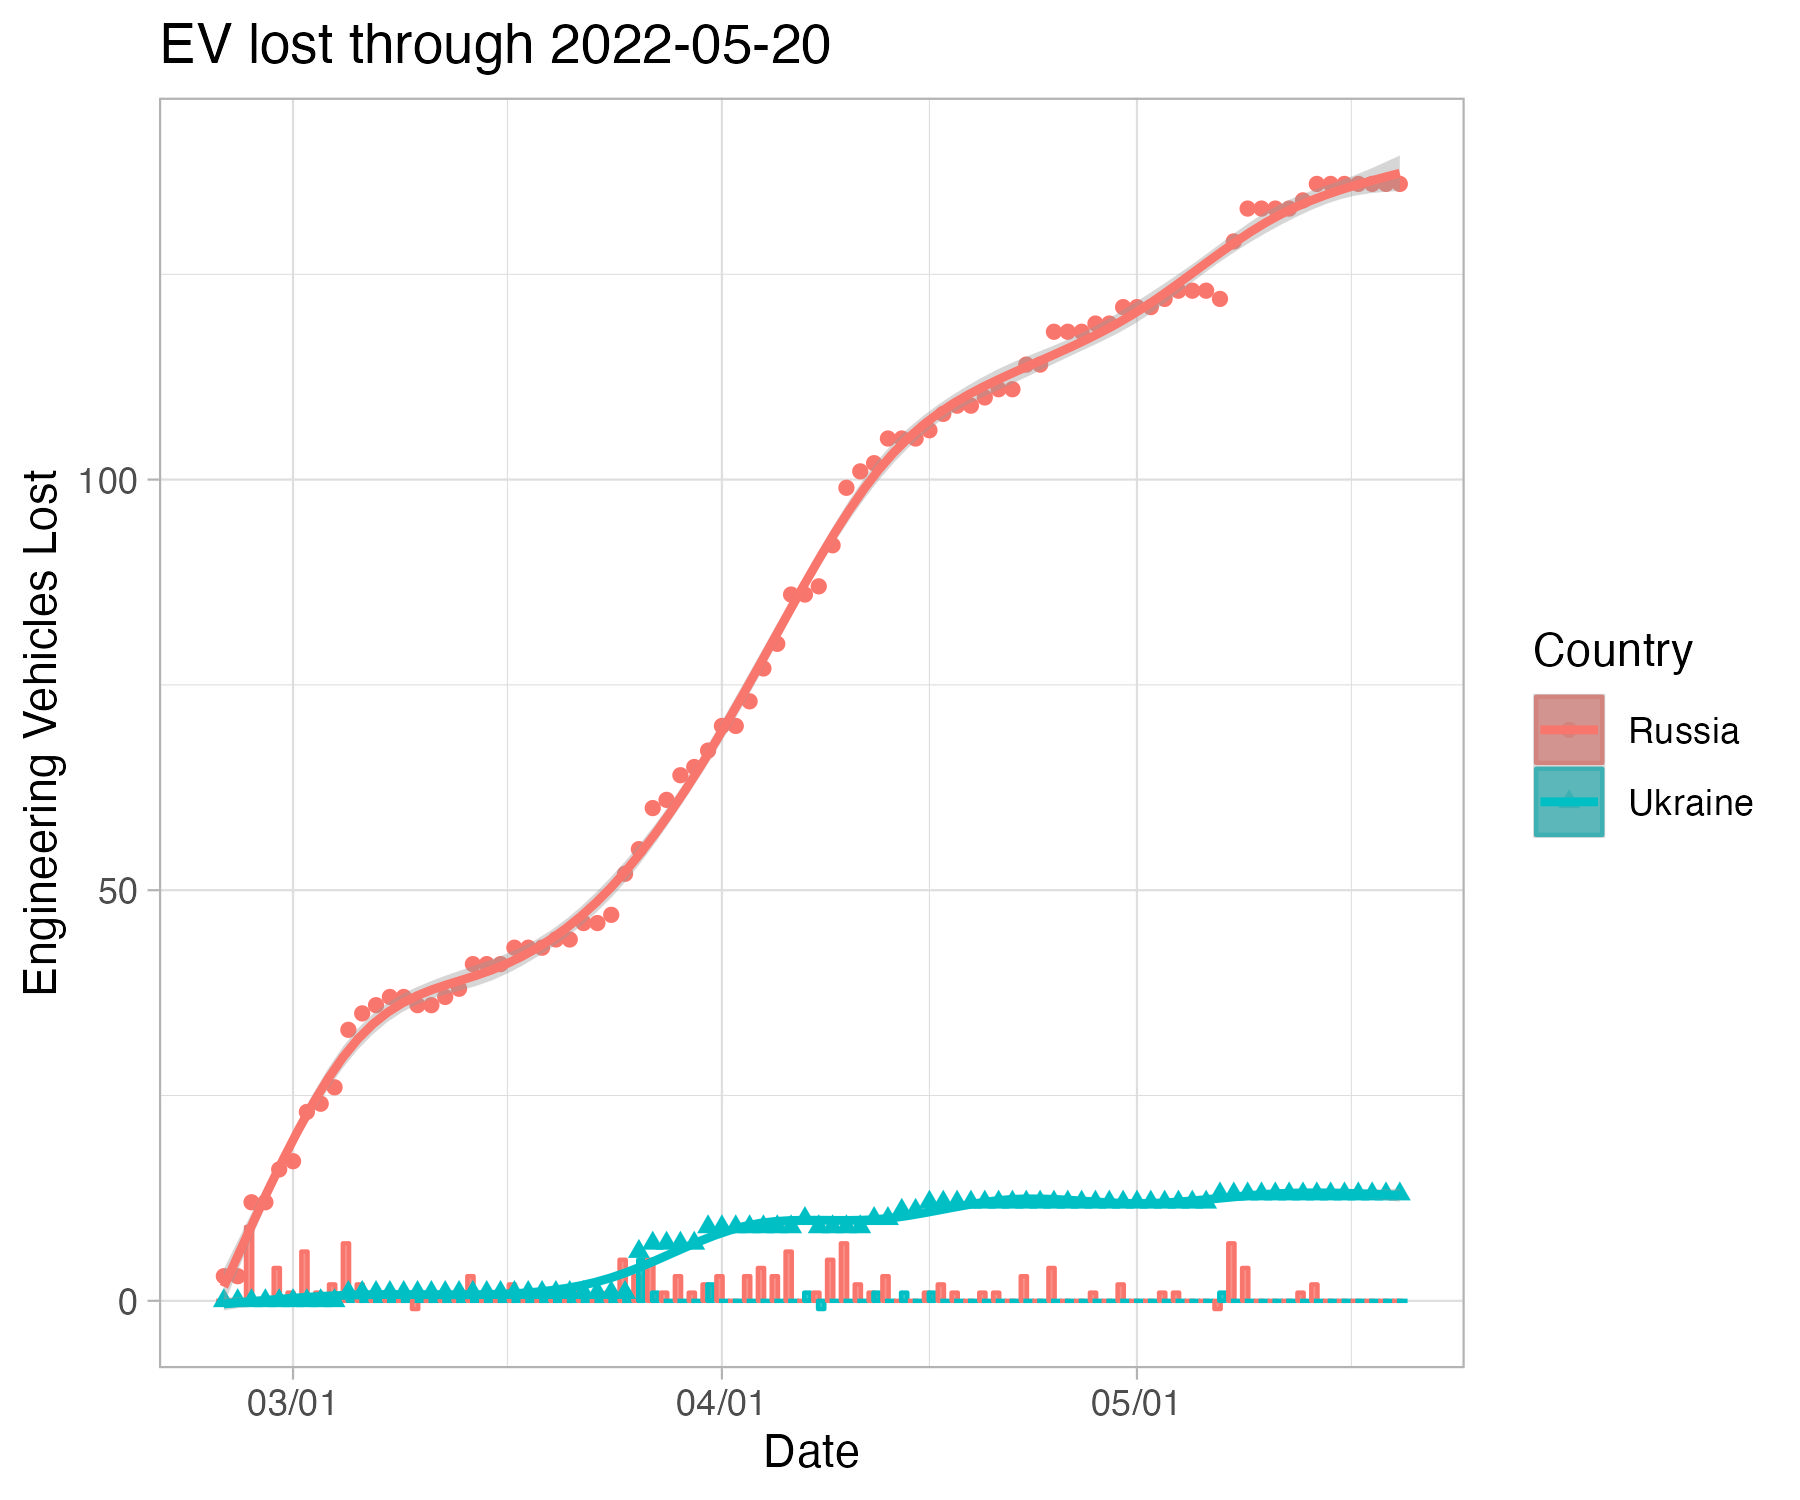 EV lost through 2022-05-20
Engineering Vehicles Lost
100
50
0
03/01
04/01
05/01
Date
Country
Russia
Ukraine